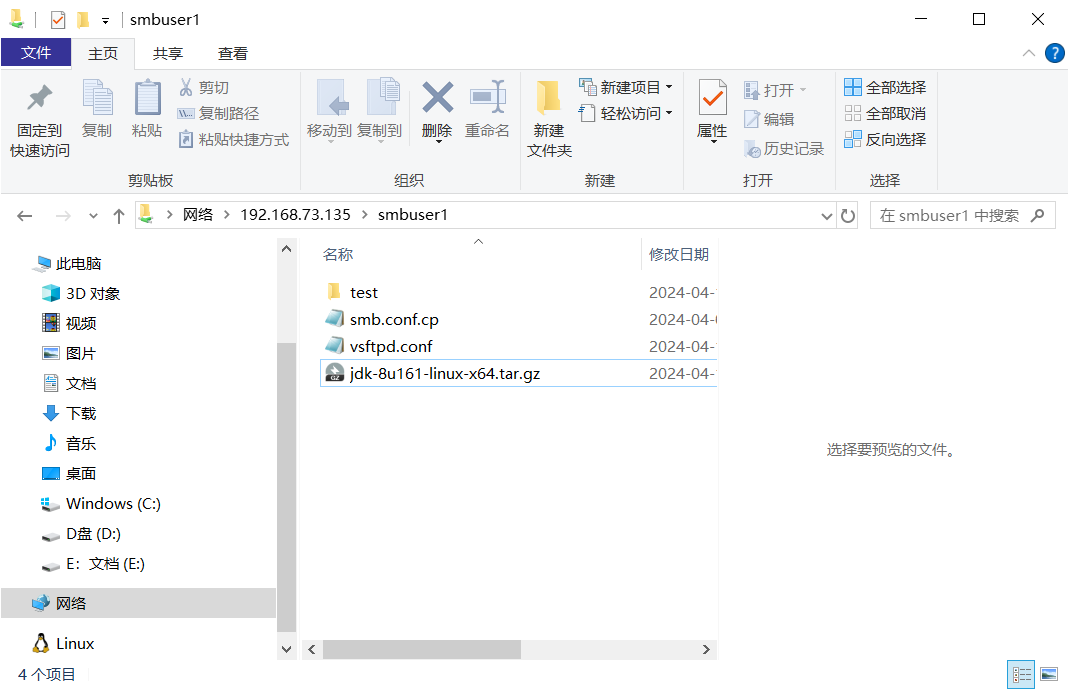 smbuser1
文件 主页 共享 查看
固定到快速访问
复制
粘贴
剪切
复制路径
粘贴快捷方式
移动到
复制到
删除
重命名
新建文件夹
新建项目
轻松访问
属性
打开
编辑
历史记录
全部选择
全部取消
反向选择
剪贴板 组织 新建 打开 选择
网络 192.168.73.135 smbuser1
在 smbuser1 中搜索
此电脑
3D 对象
视频
图片
文档
下载
音乐
桌面
Windows (C:)
D盘 (D:)
E：文档 (E:)
网络
Linux
名称 修改日期
test 2024-04-
smb.conf.cp 2024-04-
vsftpd.conf 2024-04-
jdk-8u161-linux-x64.tar.gz 2024-04-
选择要预览的文件。
4 个项目